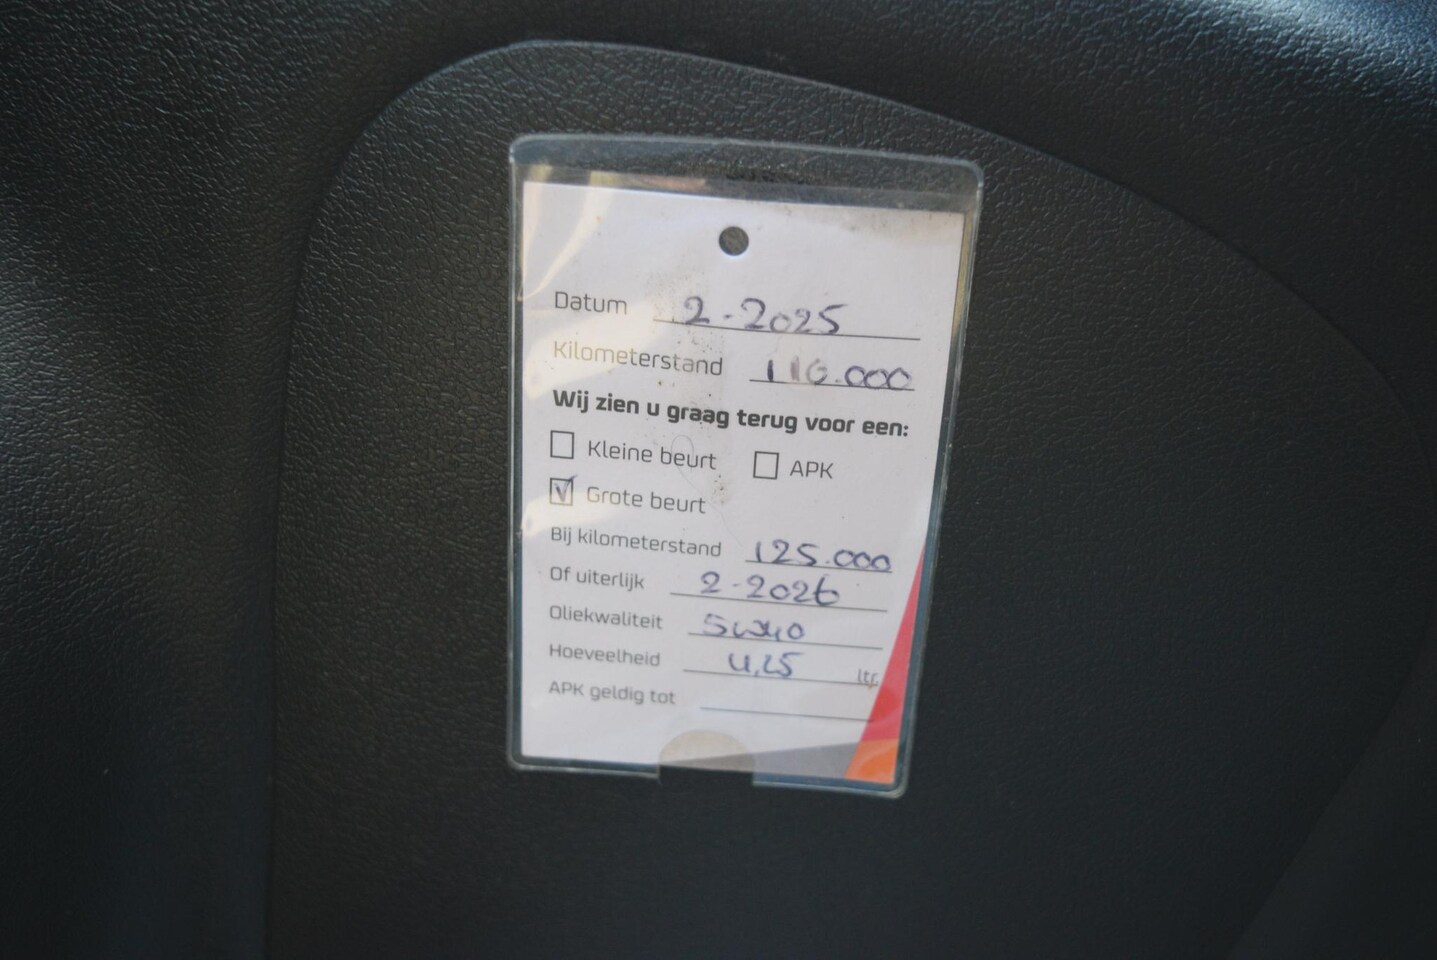 Datum 2-2025
Kilometerstand 110.000
Wij zien u graag terug voor een:
Kleine beurt APK
Grote beurt
Bij kilometerstand 125.000
Of uiterlijk 2-2026
Oliekwaliteit 5w40
Hoeveelheid 4,25 ltr
APK geldig tot